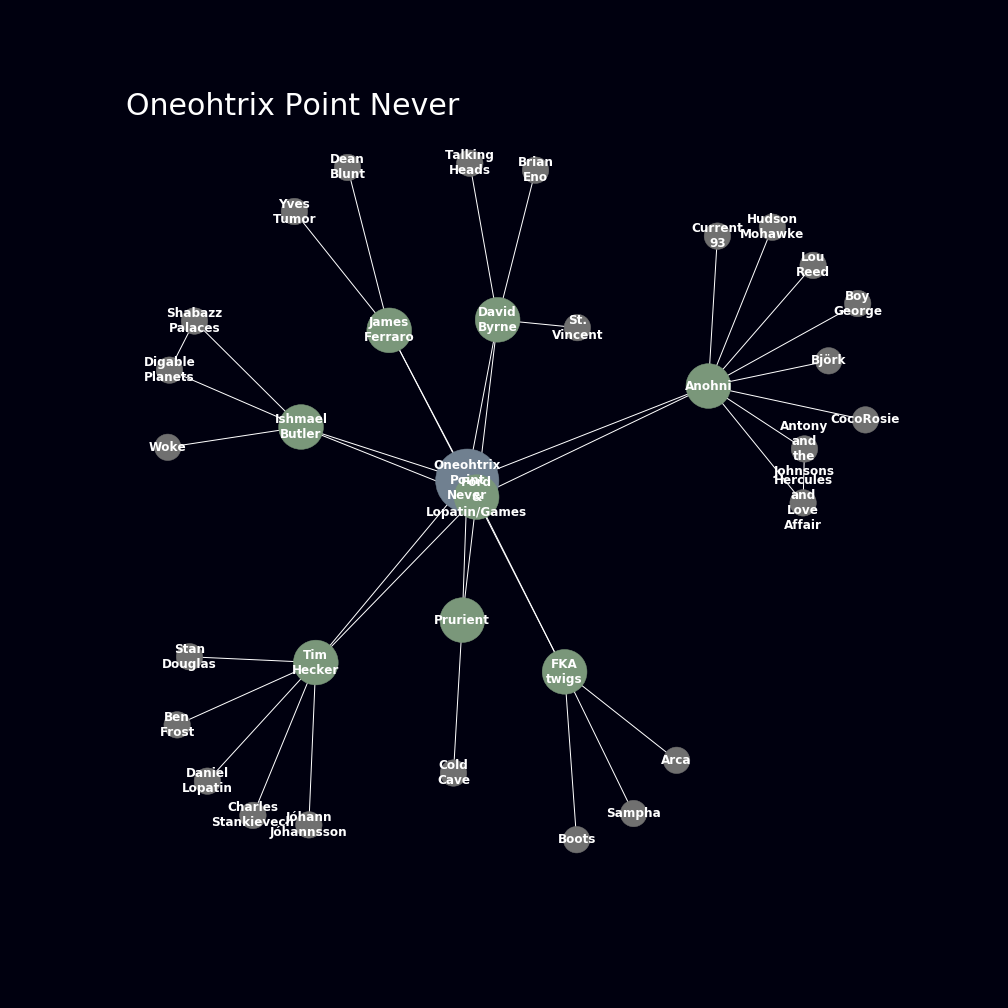 Oneohtrix Point Never
Dean
Blunt
Talking
Heads
Brian
Eno
Yves
Tumor
Current
93
Hudson
Mohawke
Lou
Reed
Boy
George
Shabazz
Palaces
James
Ferraro
David
Byrne
St.
Vincent
Björk
Digable
Planets
Anohni
CocoRosie
Ishmael
Butler
Woke
Antony
and
the
Johnsons
Oneohtrix
Point
Never
Ford
&
Lopatin/Games
Hercules
and
Love
Affair
Prurient
Stan
Douglas
Tim
Hecker
FKA
twigs
Ben
Frost
Daniel
Lopatin
Cold
Cave
Arca
Charles
Stankievech
Jóhann
Jóhannsson
Sampha
Boots